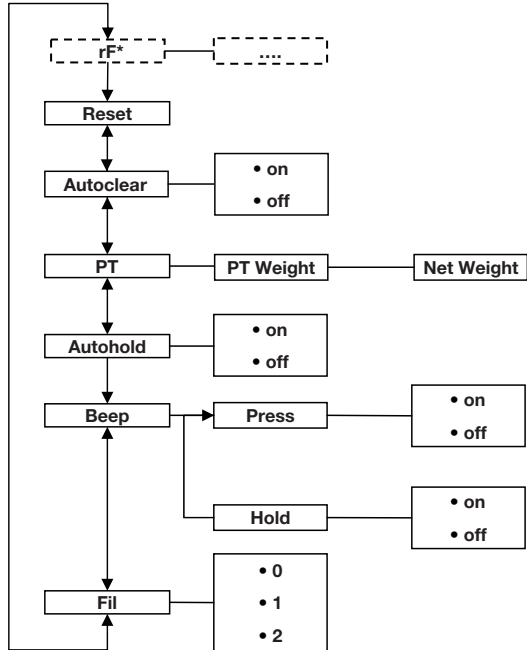 rF*
....
Reset
Autoclear
• on
• off
PT
PT Weight
Net Weight
Autohold
• on
• off
Beep
Press
• on
• off
Hold
• on
• off
Fil
• 0
• 1
• 2